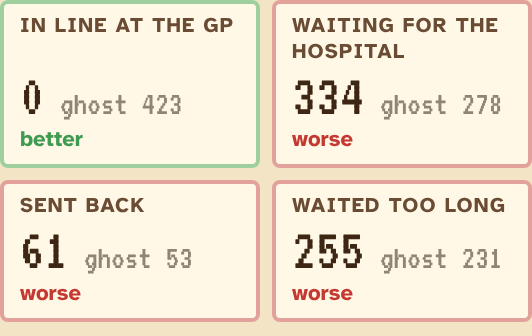 IN LINE AT THE GP
0 ghost 423
better
WAITING FOR THE
HOSPITAL
334 ghost 278
worse
SENT BACK
61 ghost 53
worse
WAITED TOO LONG
255 ghost 231
worse